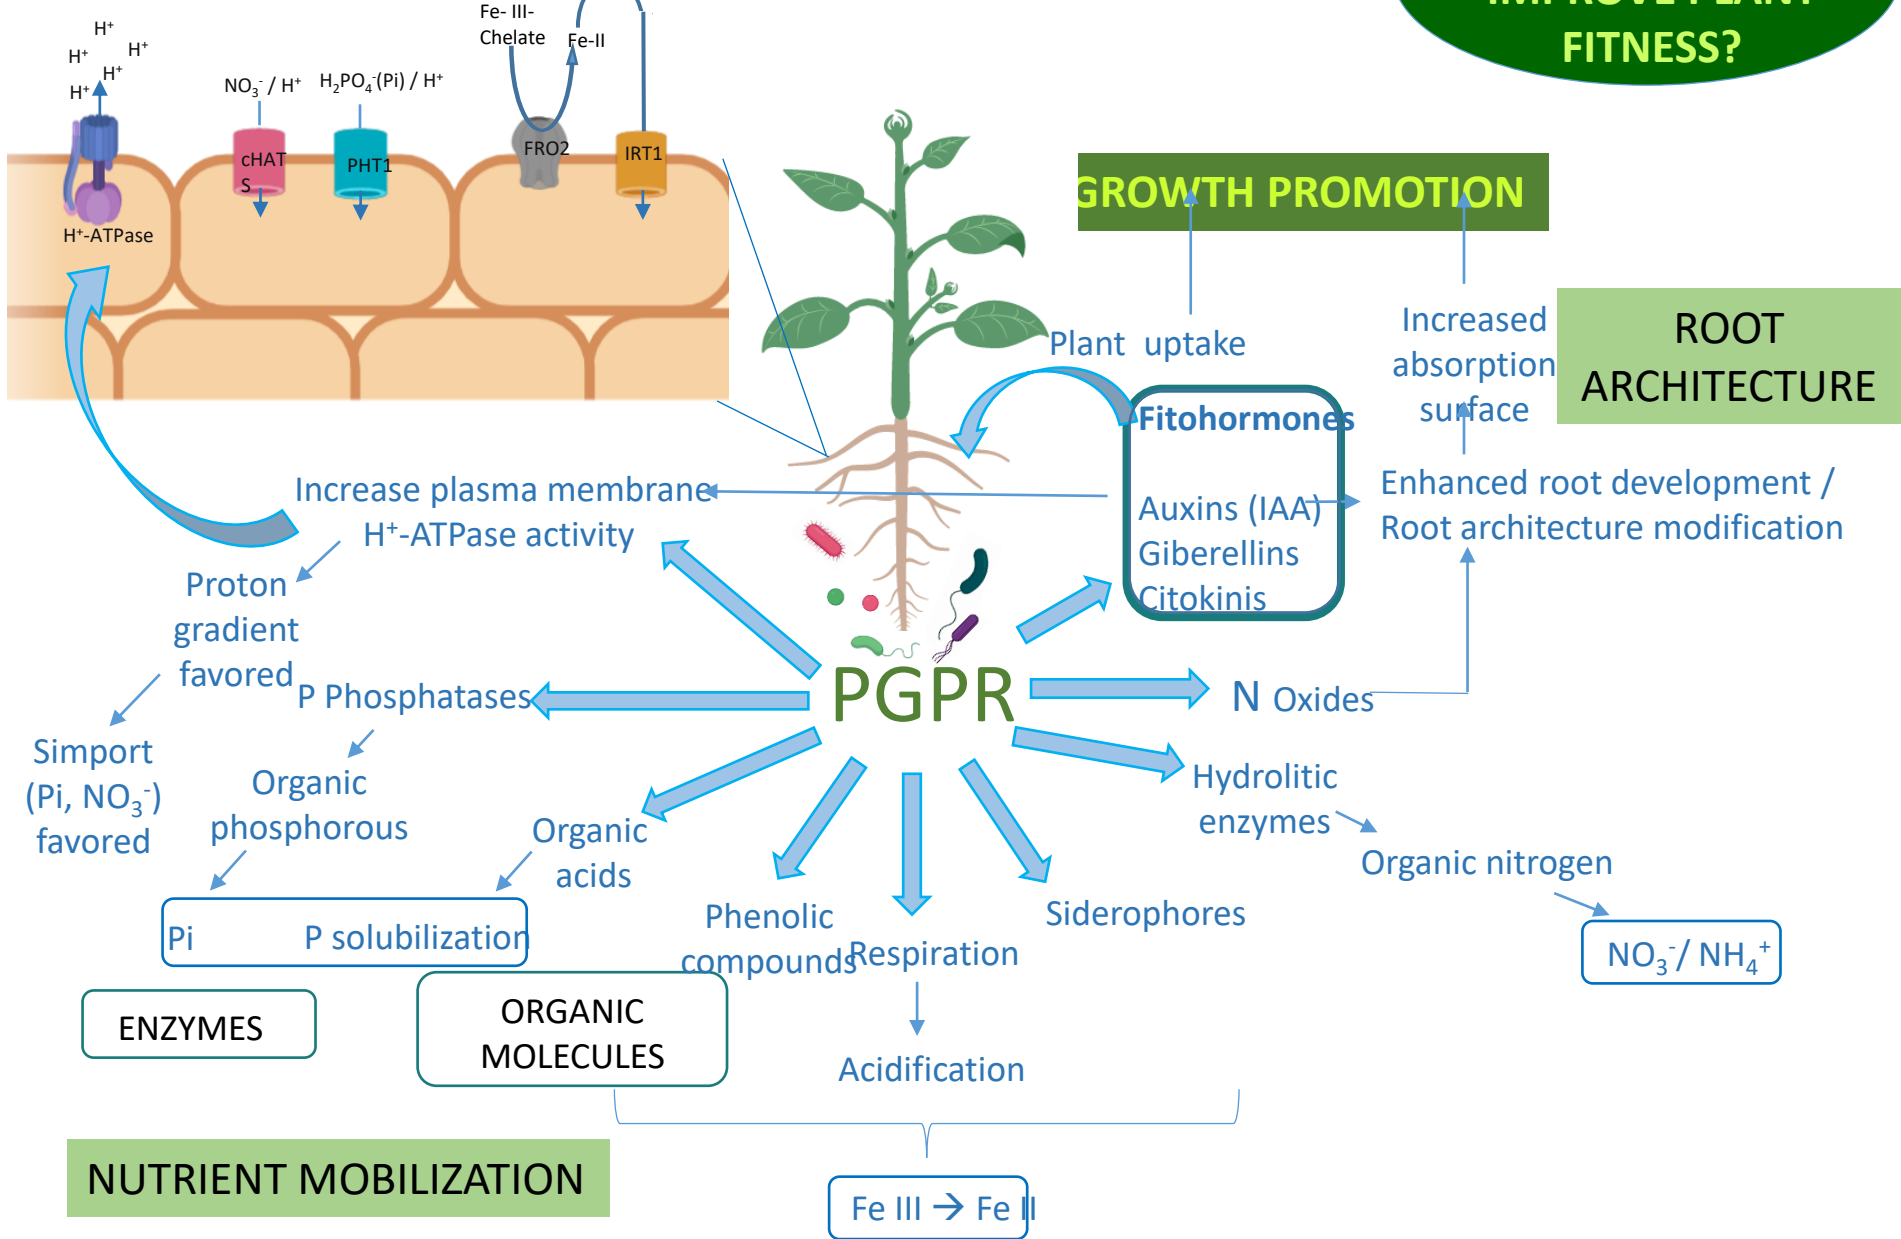 IMPROVE PLANT
FITNESS?
Fe- III-
Chelate
Fe-II
H⁺
H⁺
H⁺
H⁺
H⁺
NO₃⁻ / H⁺
H₂PO₄⁻(Pi) / H⁺
cHAT
S
PHT1
FRO2
IRT1
H⁺-ATPase
GROWTH PROMOTION
Plant uptake
Increased
absorption
surface
ROOT
ARCHITECTURE
Fitohormones
Auxins (IAA)
Giberellins
Citokinis
Enhanced root development /
Root architecture modification
Increase plasma membrane
H⁺-ATPase activity
Proton
gradient
favored
Simport
(Pi, NO₃⁻)
favored
P Phosphatases
Organic
phosphorous
Organic
acids
Pi
P solubilization
PGPR
N Oxides
Hydrolitic
enzymes
Organic nitrogen
NO₃⁻/ NH₄⁺
Phenolic
compounds
Respiration
Siderophores
Acidification
ENZYMES
ORGANIC
MOLECULES
NUTRIENT MOBILIZATION
Fe III → Fe II